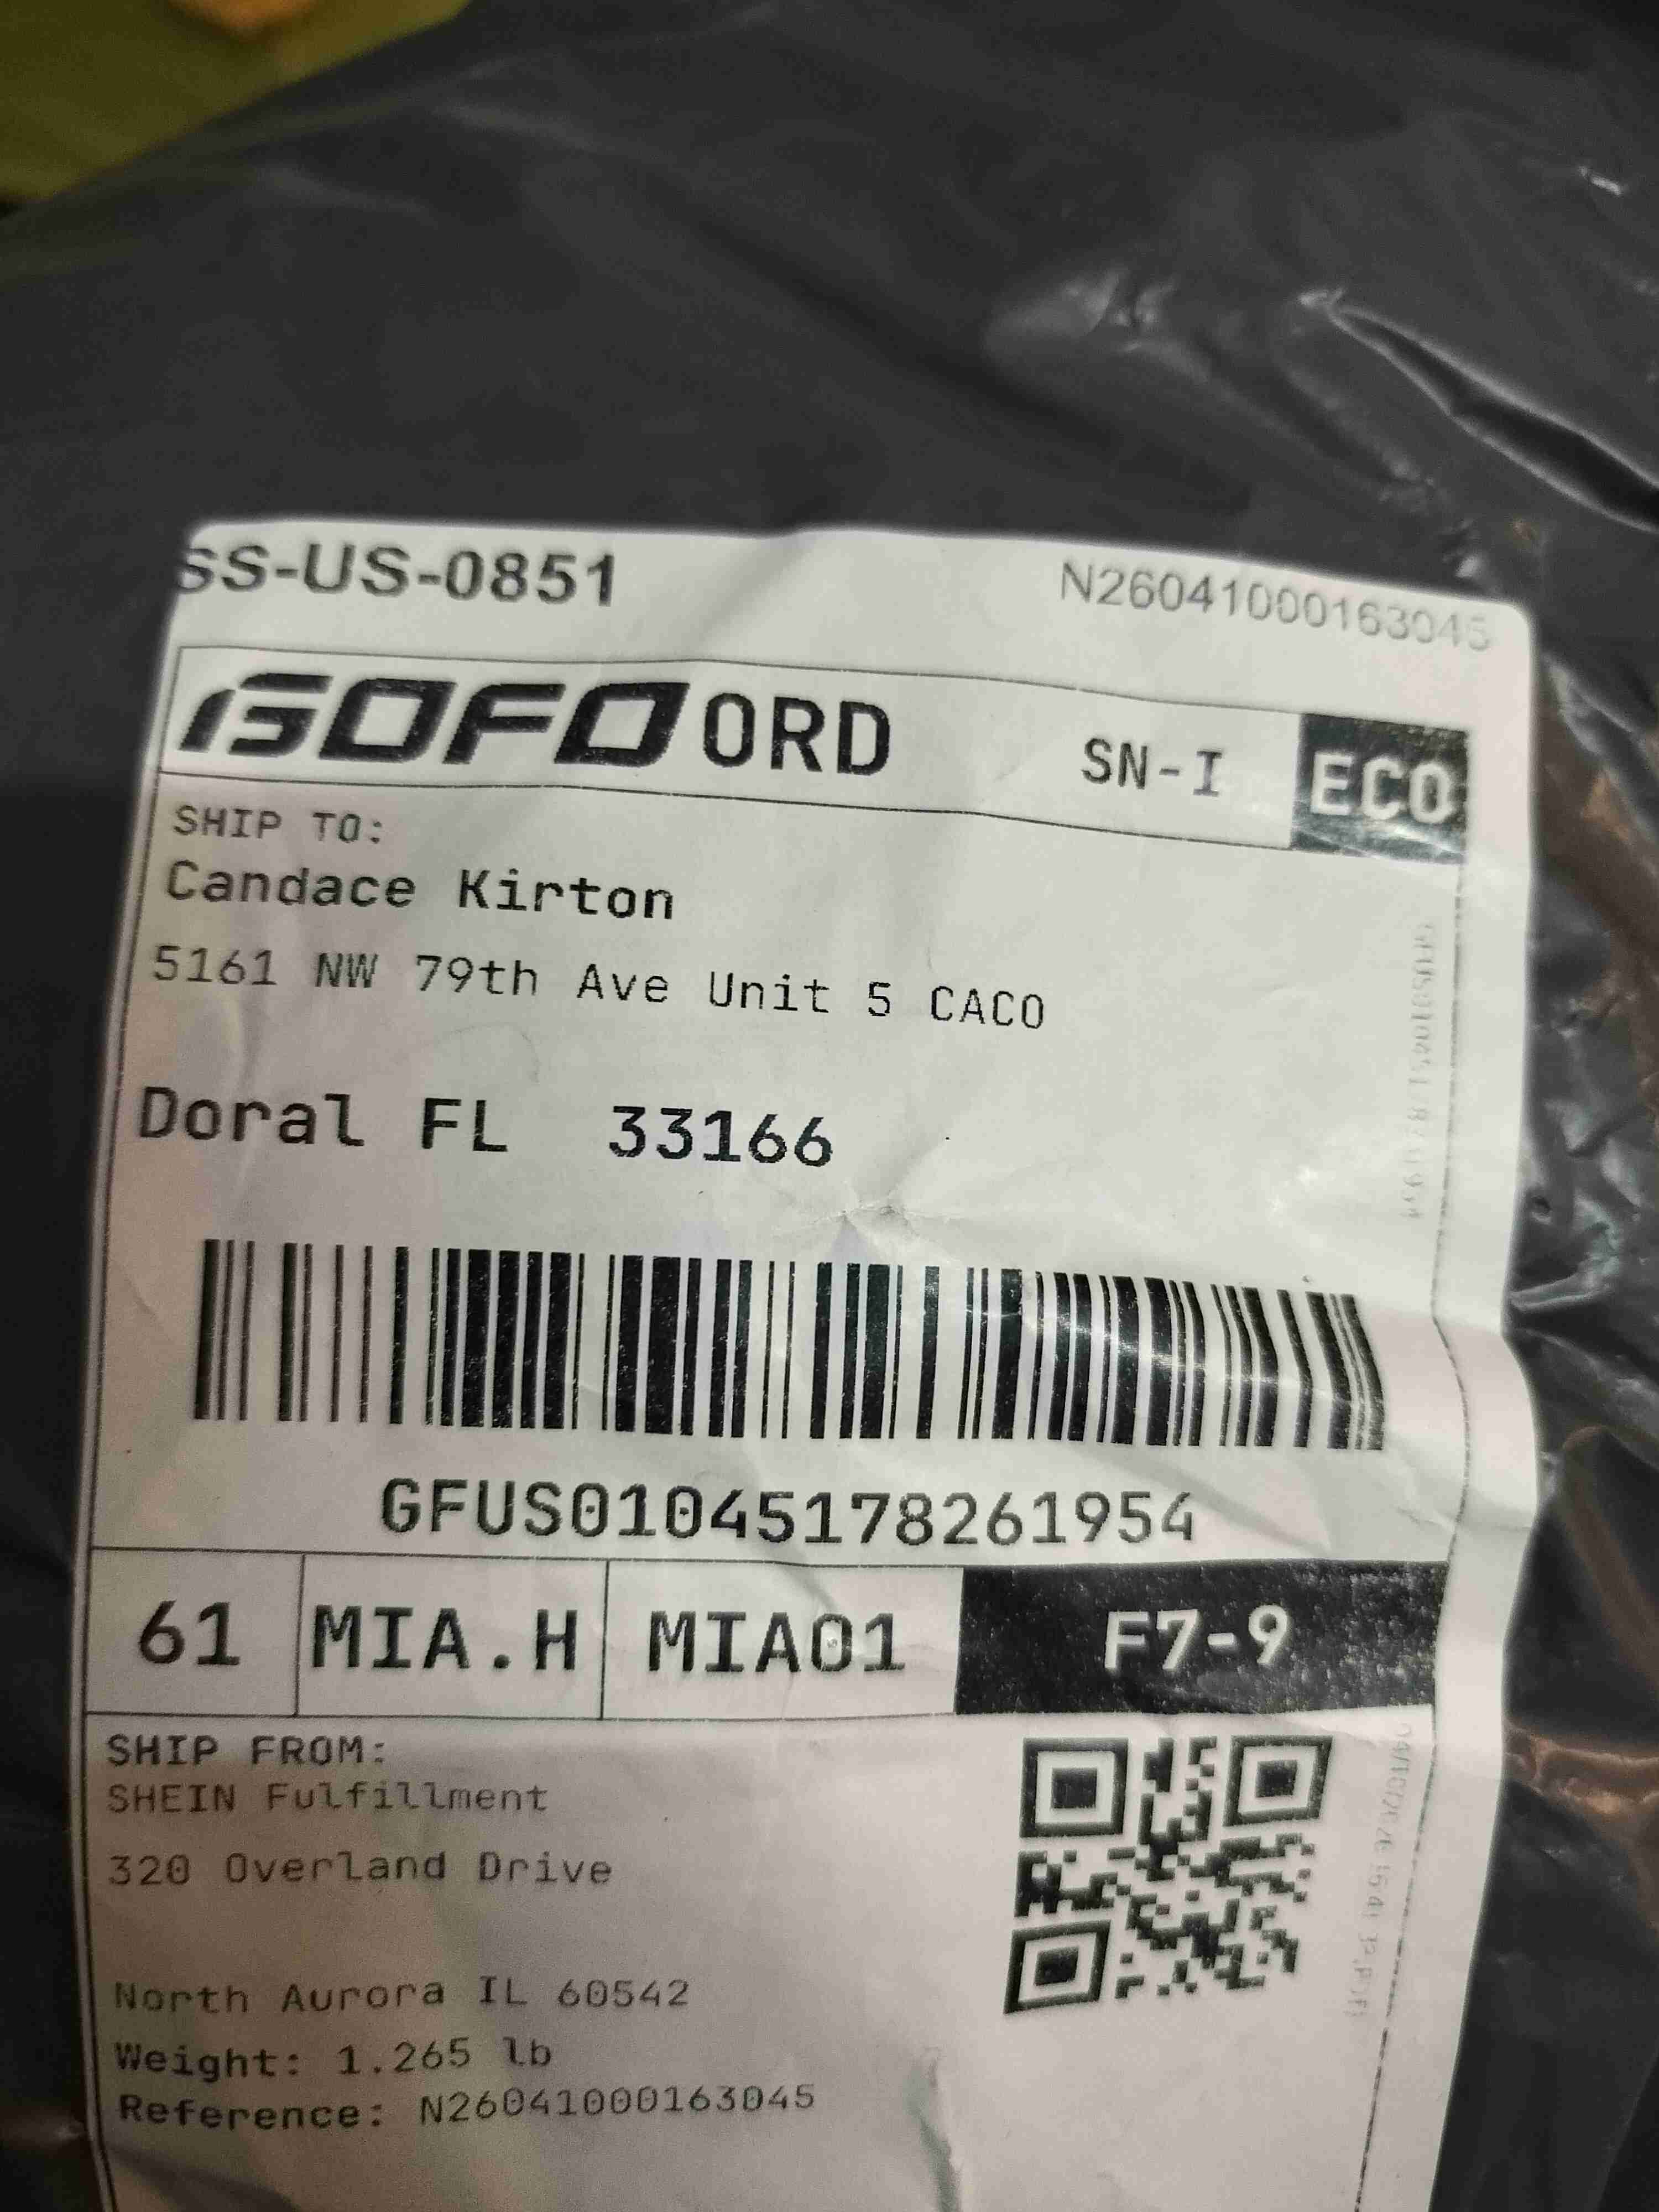 SS-US-0851 N26041000163045
GOFO ORD SN-I ECO
SHIP TO:
Candace Kirton
5161 NW 79th Ave Unit 5 CACO
Doral FL 33166
GFUS01045178261954
61 MIA.H MIA01 F7-9
SHIP FROM:
SHEIN Fulfillment
320 Overland Drive
North Aurora IL 60542
Weight: 1.265 lb
Reference: N26041000163045